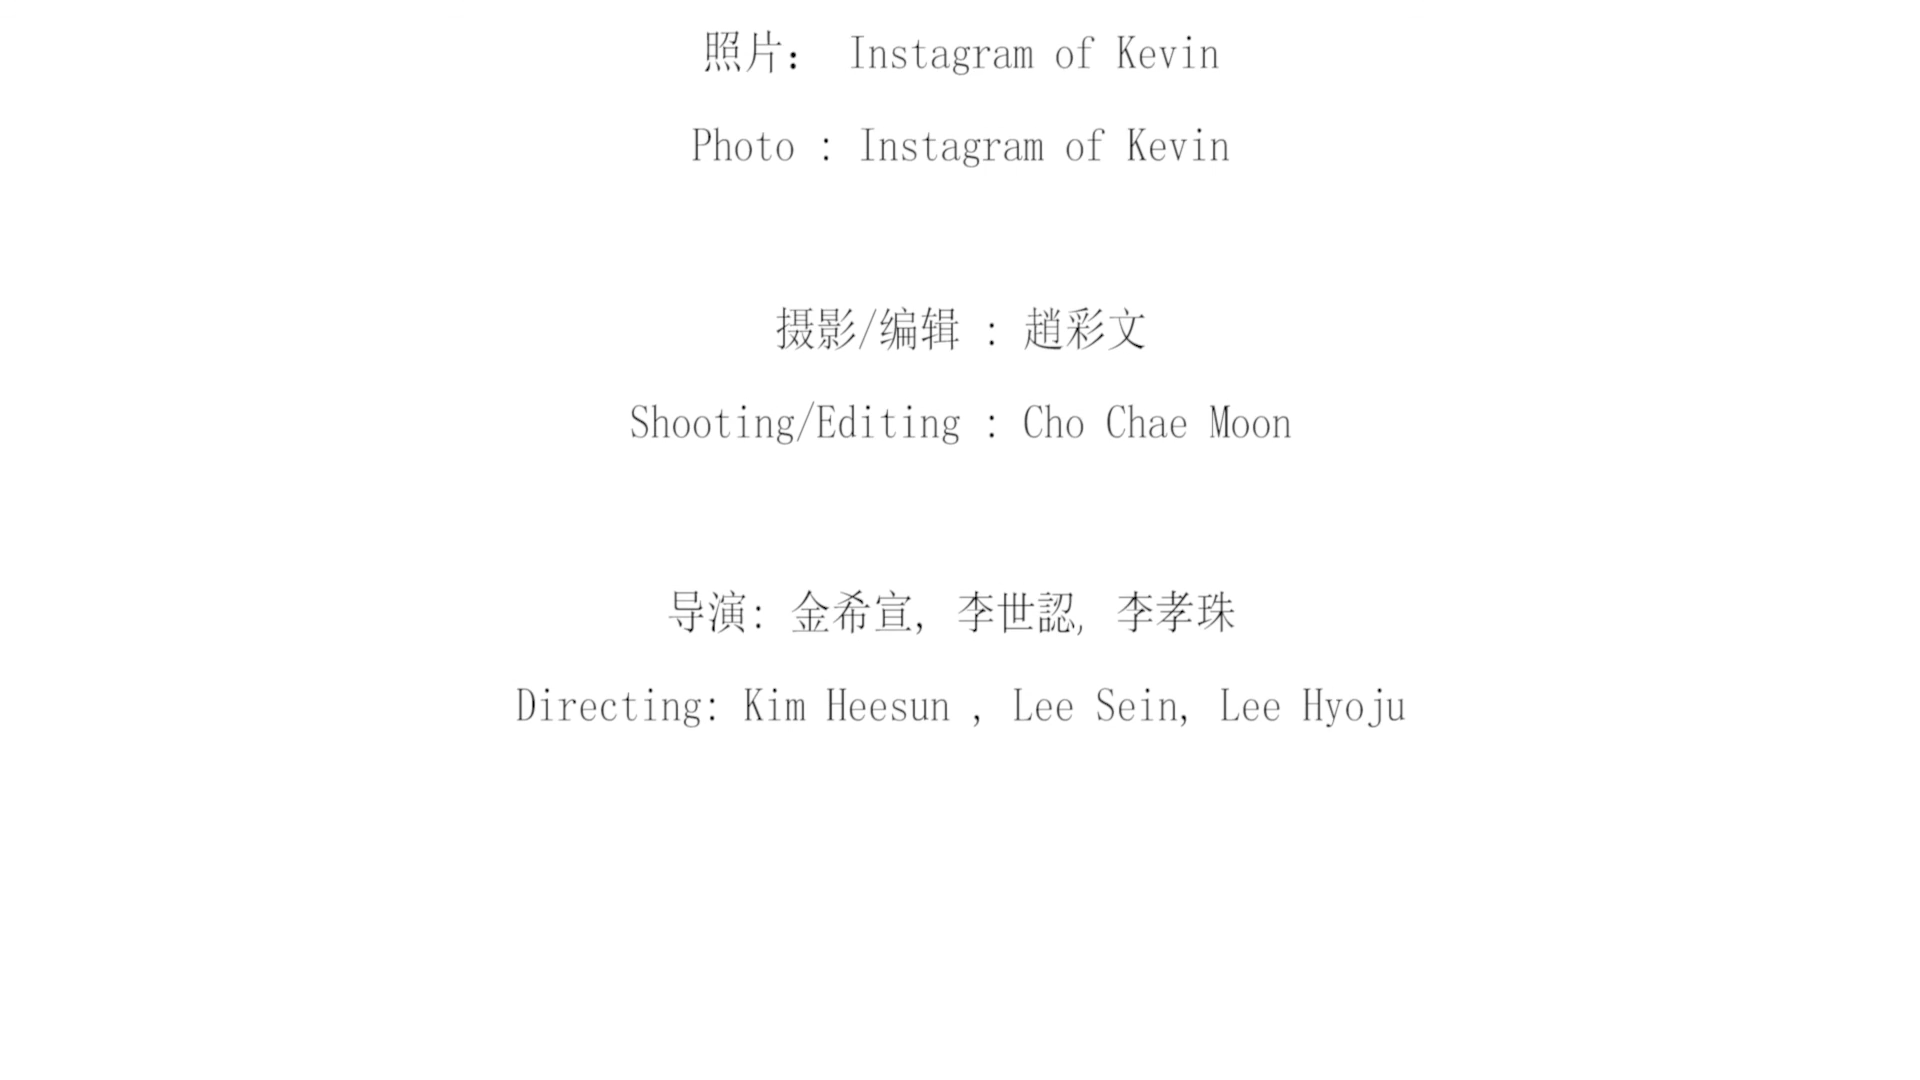 照片： Instagram of Kevin
Photo : Instagram of Kevin
摄影/编辑 : 趙彩文
Shooting/Editing : Cho Chae Moon
导演: 金希宣, 李世認, 李孝珠
Directing: Kim Heesun , Lee Sein, Lee Hyoju